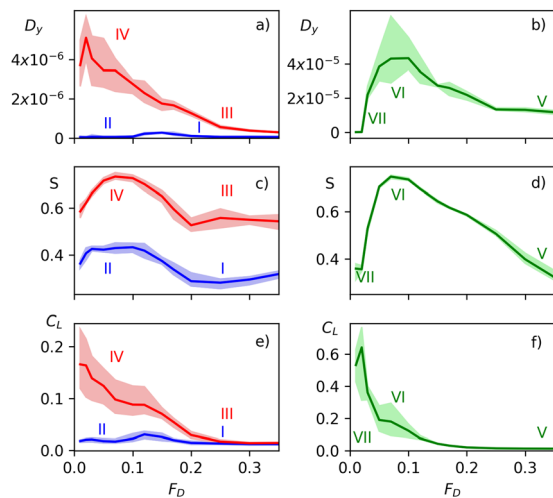 D_y a) D_y b)
4x10^-6 IV 4x10^-5 VI
2x10^-6 II I III 2x10^-5 VII V
0 0
S c) S d)
0.6 IV III 0.6 VI
0.4 II I 0.4 VII V
C_L e) C_L f)
0.2 IV 0.6
0.1 0.4 VI
II I III 0.2 VII V
0.0 0.0
0.0 0.1 0.2 0.3 0.0 0.1 0.2 0.3
F_D F_D